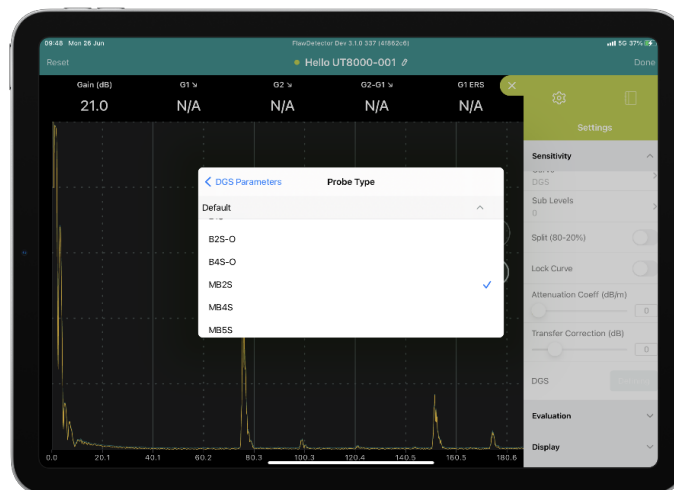 09:48 Mon 26 Jun
FlawDetector Dev 3.1.0 337 (41862c6)
5G 37%
Reset
Hello UT8000-001
Done
Gain (dB)
21.0
G1
N/A
G2
N/A
G2-G1
N/A
G1 ERS
N/A
Settings
Sensitivity
DGS
Sub Levels
0
Split (80-20%)
Lock Curve
Attenuation Coeff (dB/m)
0
Transfer Correction (dB)
0
DGS
Evaluation
Display
DGS Parameters
Probe Type
Default
B2S-O
B4S-O
MB2S
MB4S
MB5S
0.0 20.1 40.1 60.2 80.3 100.3 120.4 140.5 160.5 180.6